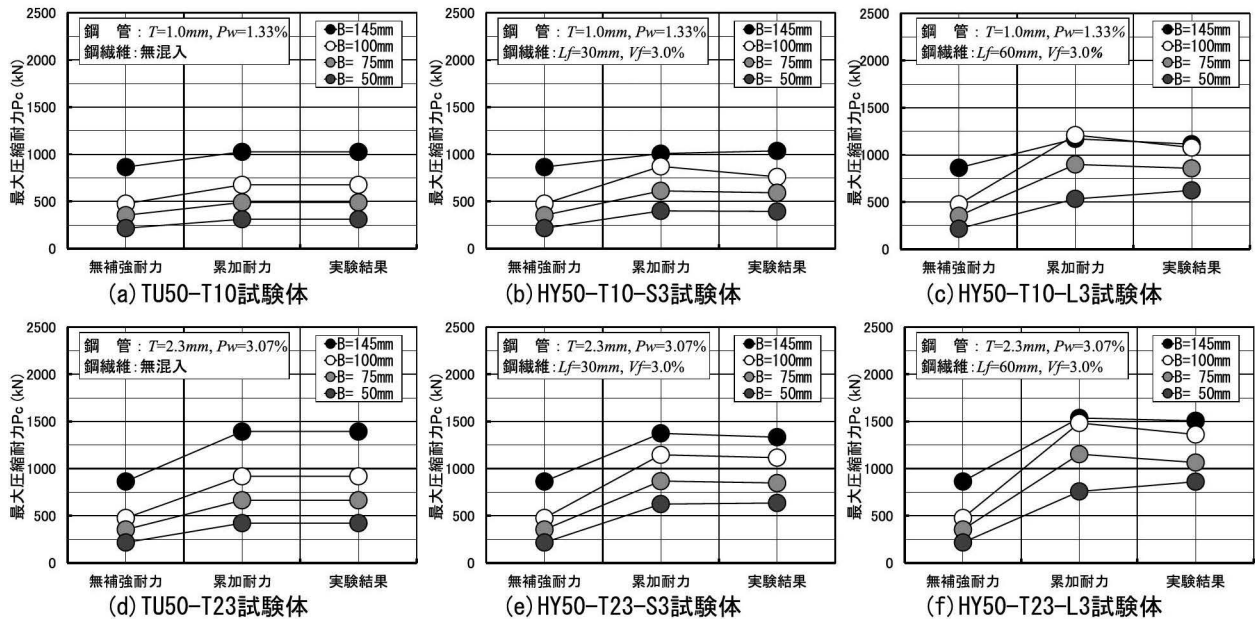 最大圧縮耐力Pc (kN)
2500
2000
1500
1000
500
0
鋼 管 : T=1.0mm, Pw=1.33%
鋼繊維: 無混入
B=145mm
B=100mm
B= 75mm
B= 50mm
無補強耐力 累加耐力 実験結果
(a) TU50-T10試験体
最大圧縮耐力Pc (kN)
2500
2000
1500
1000
500
0
鋼 管 : T=1.0mm, Pw=1.33%
鋼繊維: Lf=30mm, Vf=3.0%
B=145mm
B=100mm
B= 75mm
B= 50mm
無補強耐力 累加耐力 実験結果
(b) HY50-T10-S3試験体
最大圧縮耐力Pc (kN)
2500
2000
1500
1000
500
0
鋼 管 : T=1.0mm, Pw=1.33%
鋼繊維: Lf=60mm, Vf=3.0%
B=145mm
B=100mm
B= 75mm
B= 50mm
無補強耐力 累加耐力 実験結果
(c) HY50-T10-L3試験体
最大圧縮耐力Pc (kN)
2500
2000
1500
1000
500
0
鋼 管 : T=2.3mm, Pw=3.07%
鋼繊維: 無混入
B=145mm
B=100mm
B= 75mm
B= 50mm
無補強耐力 累加耐力 実験結果
(d) TU50-T23試験体
最大圧縮耐力Pc (kN)
2500
2000
1500
1000
500
0
鋼 管 : T=2.3mm, Pw=3.07%
鋼繊維: Lf=30mm, Vf=3.0%
B=145mm
B=100mm
B= 75mm
B= 50mm
無補強耐力 累加耐力 実験結果
(e) HY50-T23-S3試験体
最大圧縮耐力Pc (kN)
2500
2000
1500
1000
500
0
鋼 管 : T=2.3mm, Pw=3.07%
鋼繊維: Lf=60mm, Vf=3.0%
B=145mm
B=100mm
B= 75mm
B= 50mm
無補強耐力 累加耐力 実験結果
(f) HY50-T23-L3試験体